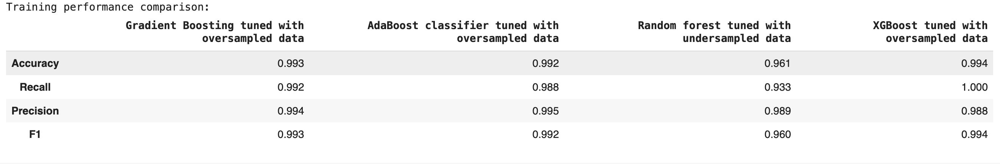 Training performance comparison:
Gradient Boosting tuned with oversampled data AdaBoost classifier tuned with oversampled data Random forest tuned with undersampled data XGBoost tuned with oversampled data
Accuracy 0.993 0.992 0.961 0.994
Recall 0.992 0.988 0.933 1.000
Precision 0.994 0.995 0.989 0.988
F1 0.993 0.992 0.960 0.994